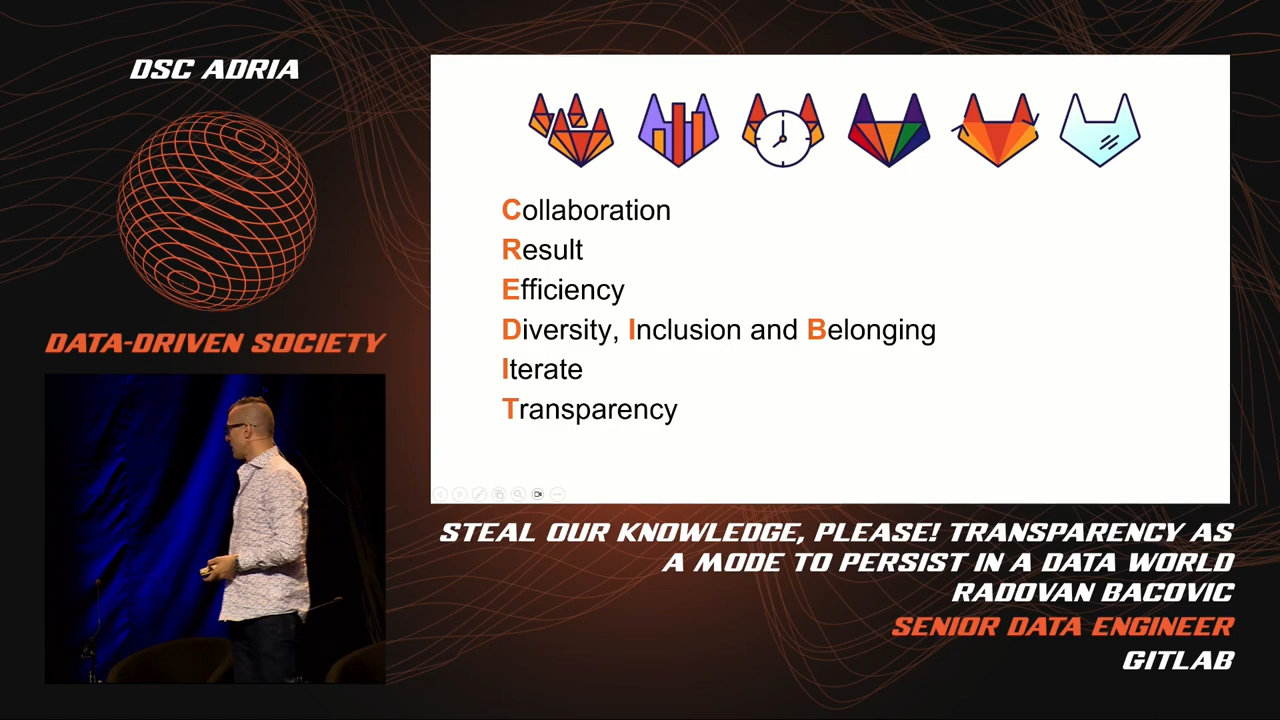 DSC ADRIA
DATA-DRIVEN SOCIETY
Collaboration
Result
Efficiency
Diversity, Inclusion and Belonging
Iterate
Transparency
STEAL OUR KNOWLEDGE, PLEASE! TRANSPARENCY AS
A MODE TO PERSIST IN A DATA WORLD
RADOVAN BACOVIC
SENIOR DATA ENGINEER
GITLAB